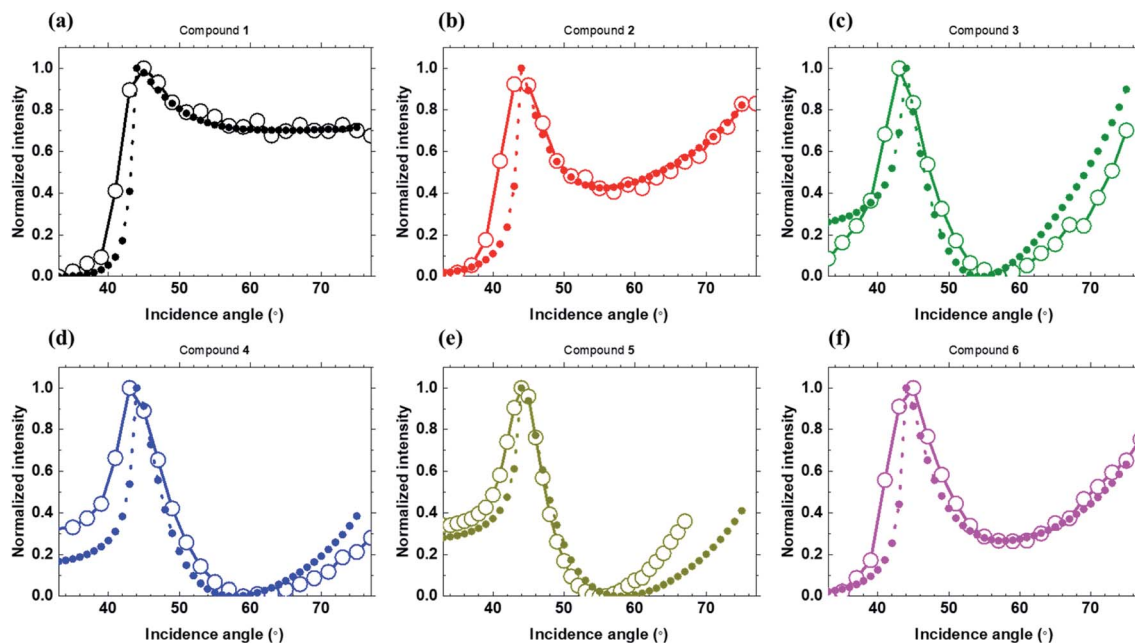 (a)
Compound 1
Normalized intensity
1.0
0.8
0.6
0.4
0.2
0.0
40 50 60 70
Incidence angle (°)
(b)
Compound 2
Normalized intensity
1.0
0.8
0.6
0.4
0.2
0.0
40 50 60 70
Incidence angle (°)
(c)
Compound 3
Normalized intensity
1.0
0.8
0.6
0.4
0.2
0.0
40 50 60 70
Incidence angle (°)
(d)
Compound 4
Normalized intensity
1.0
0.8
0.6
0.4
0.2
0.0
40 50 60 70
Incidence angle (°)
(e)
Compound 5
Normalized intensity
1.0
0.8
0.6
0.4
0.2
0.0
40 50 60 70
Incidence angle (°)
(f)
Compound 6
Normalized intensity
1.0
0.8
0.6
0.4
0.2
0.0
40 50 60 70
Incidence angle (°)